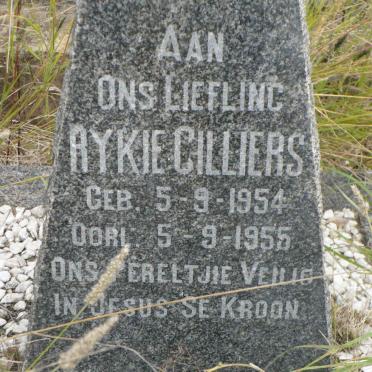 AAN
ONS LIEFLING
RYKIE CILLIERS
GEB. 5-9-1954
OORL. 5-9-1955
ONS PERELTJIE VEILIG
IN JESUS SE KROON.